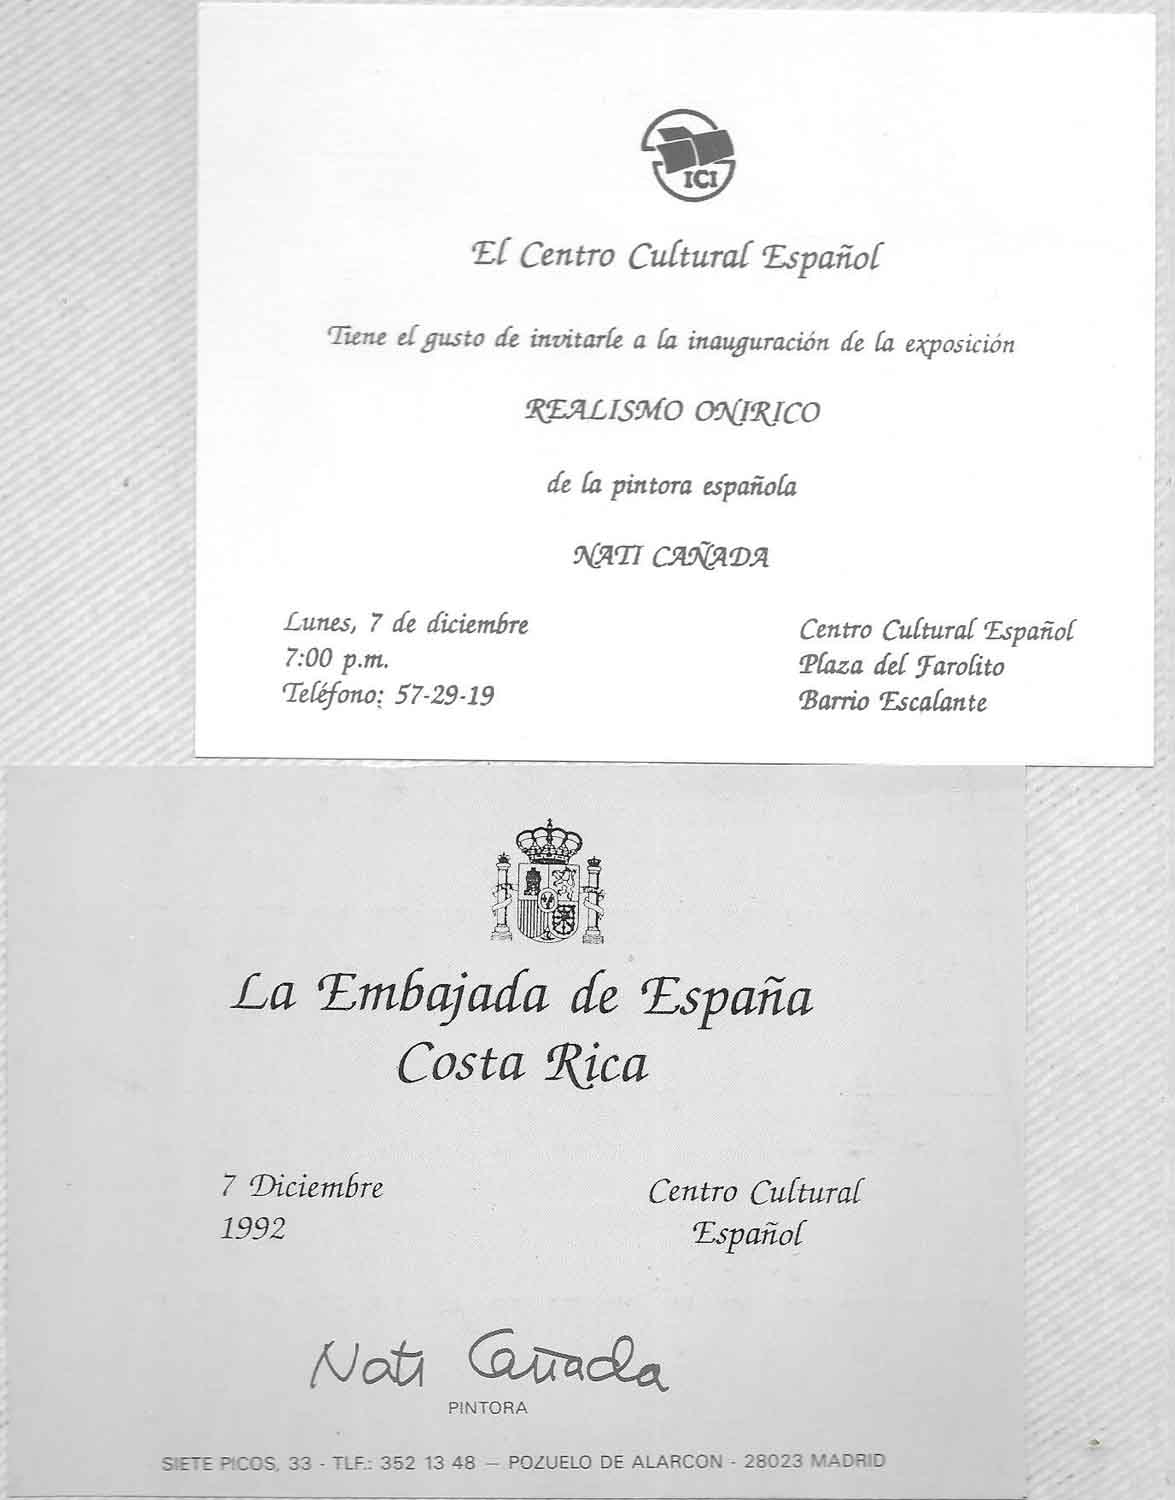 ICI
El Centro Cultural Español
Tiene el gusto de invitarle a la inauguración de la exposición
REALISMO ONIRICO
de la pintora española
NATI CAÑADA
Lunes, 7 de diciembre
7:00 p.m.
Teléfono: 57-29-19
Centro Cultural Español
Plaza del Farolito
Barrio Escalante
La Embajada de España
Costa Rica
7 Diciembre
1992
Centro Cultural
Español
Nati Cañada
PINTORA
SIETE PICOS, 33 - TLF.: 352 13 48 — POZUELO DE ALARCON - 28023 MADRID